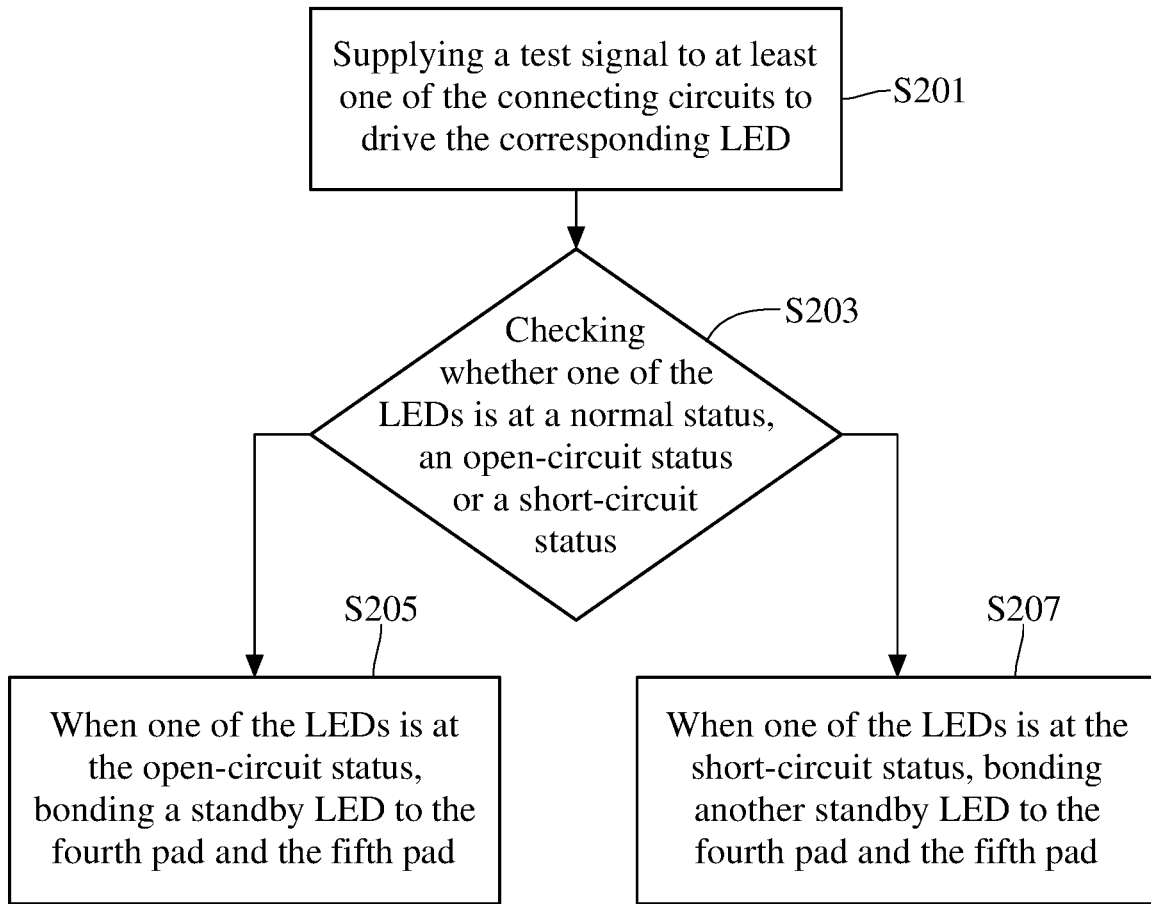 Supplying a test signal to at least
one of the connecting circuits to
drive the corresponding LED
S201
S203
Checking
whether one of the
LEDs is at a normal status,
an open-circuit status
or a short-circuit
status
S205
S207
When one of the LEDs is at
the open-circuit status,
bonding a standby LED to the
fourth pad and the fifth pad
When one of the LEDs is at the
short-circuit status, bonding
another standby LED to the
fourth pad and the fifth pad